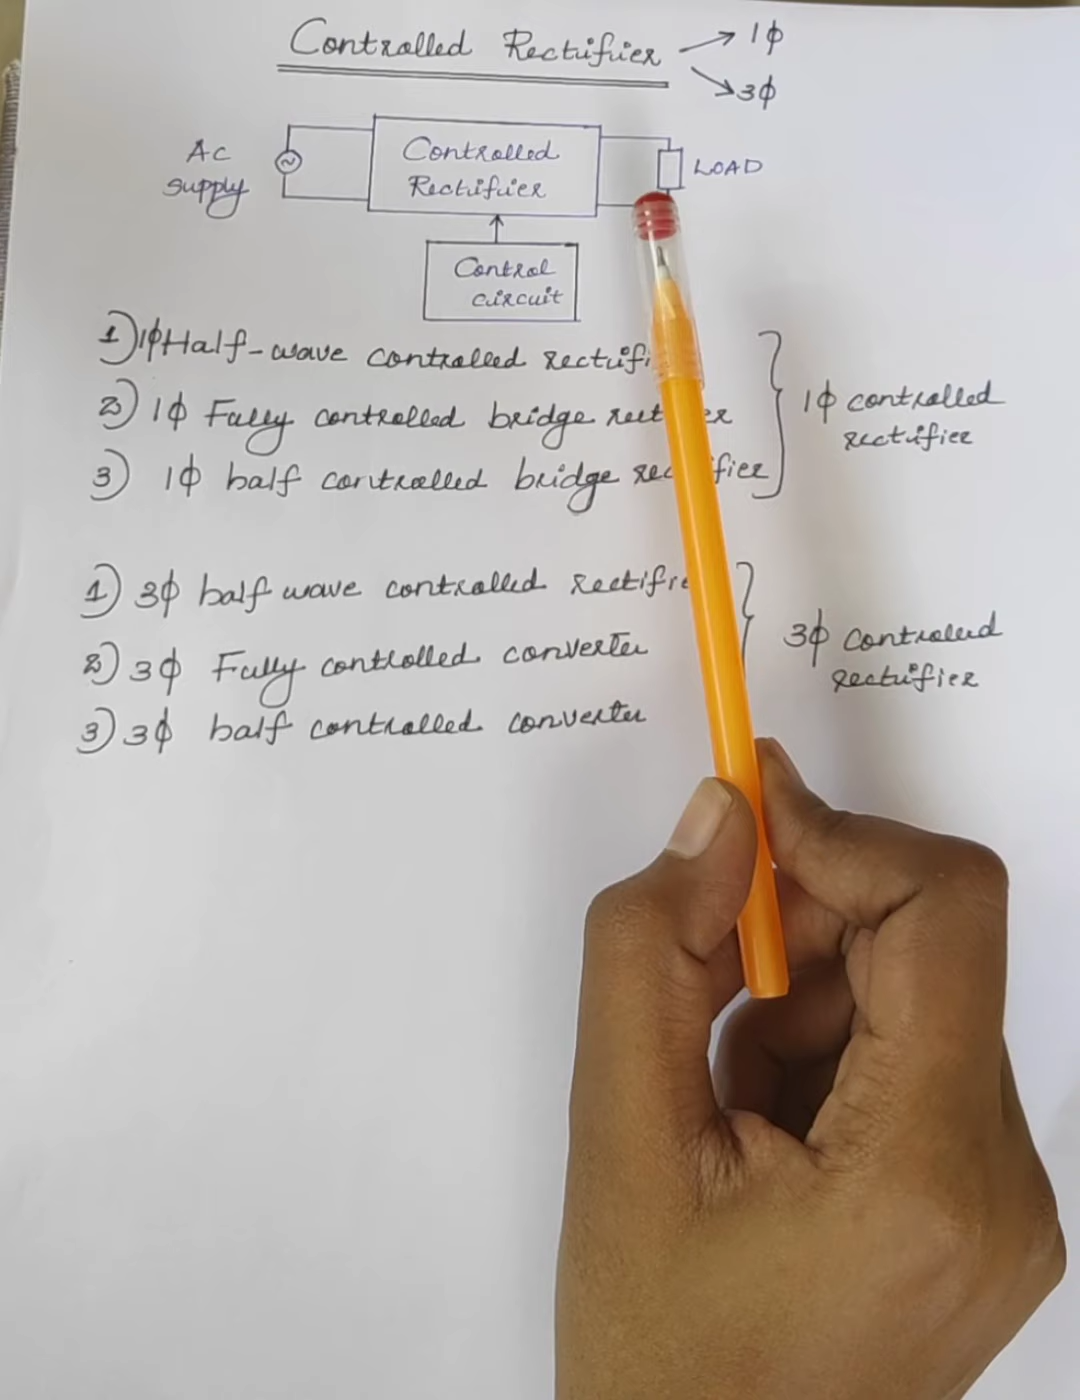 Controlled Rectifier
1ϕ
3ϕ
AC
supply
Controlled
Rectifier
LOAD
Control
circuit
1) 1ϕ Half-wave controlled
2) 1ϕ Fully controlled bridge
3) 1ϕ half controlled bridge
1ϕ controlled
rectifier
1) 3ϕ half wave controlled
2) 3ϕ Fully controlled converter
3) 3ϕ half controlled converter
3ϕ controlled
rectifier